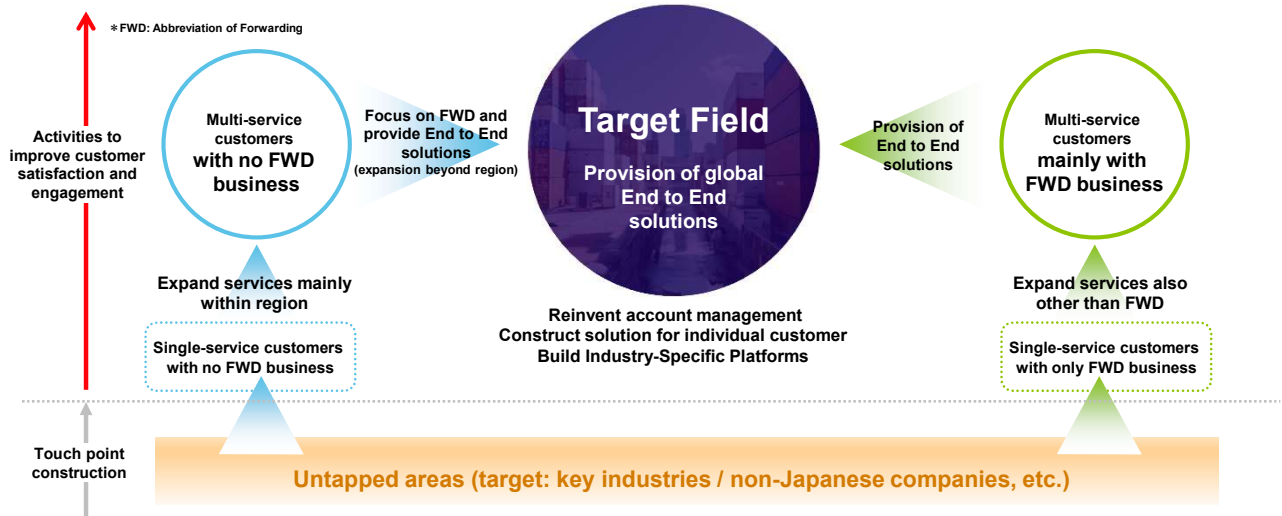 ＊FWD: Abbreviation of Forwarding
Activities to
improve customer
satisfaction and
engagement
Multi-service
customers
with no FWD
business
Focus on FWD and
provide End to End
solutions
(expansion beyond region)
Target Field
Provision of global
End to End
solutions
Provision of
End to End
solutions
Multi-service
customers
mainly with
FWD business
Expand services mainly
within region
Reinvent account management
Construct solution for individual customer
Build Industry-Specific Platforms
Expand services also
other than FWD
Single-service customers
with no FWD business
Single-service customers
with only FWD business
Touch point
construction
Untapped areas (target: key industries / non-Japanese companies, etc.)